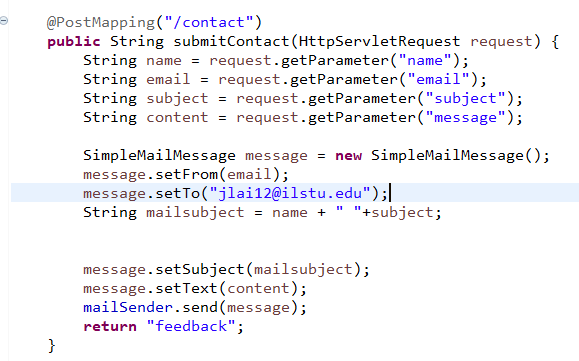 @PostMapping("/contact")
public String submitContact(HttpServletRequest request) {
String name = request.getParameter("name");
String email = request.getParameter("email");
String subject = request.getParameter("subject");
String content = request.getParameter("message");
SimpleMailMessage message = new SimpleMailMessage();
message.setFrom(email);
message.setTo("jlai12@ilstu.edu");
String mailsubject = name + " "+subject;
message.setSubject(mailsubject);
message.setText(content);
mailSender.send(message);
return "feedback";
}